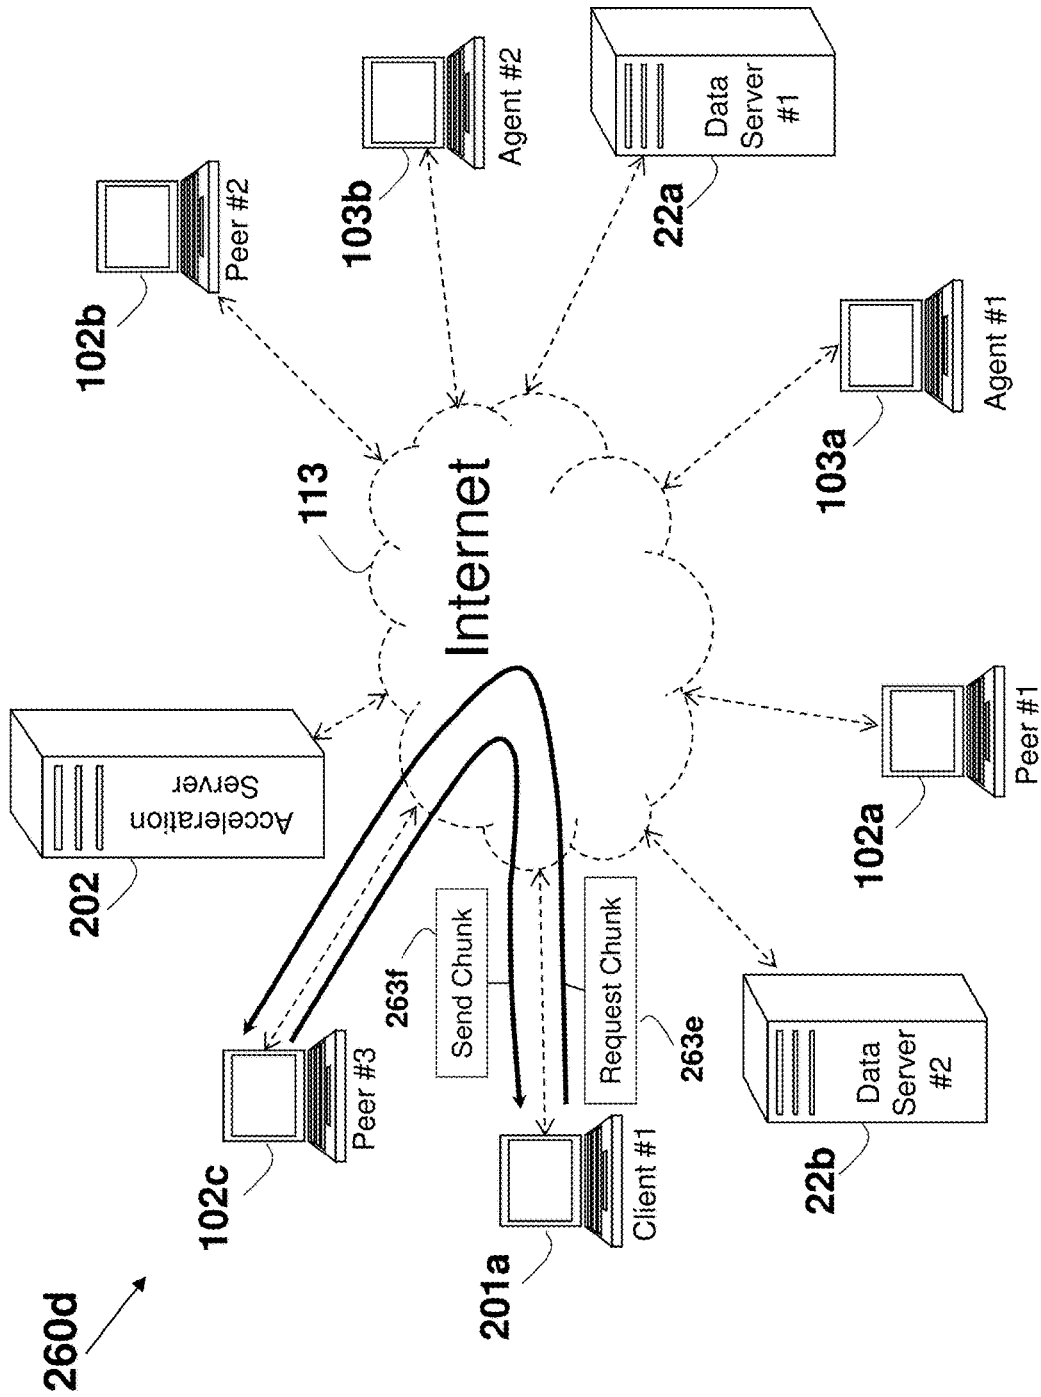 260d
102c
Peer #3
201a
Client #1
202
Acceleration
Server
263f
Send Chunk
Request Chunk
263e
22b
Data
Server
#2
113
Internet
102a
Peer #1
102b
Peer #2
103b
Agent #2
22a
Data
Server
#1
103a
Agent #1